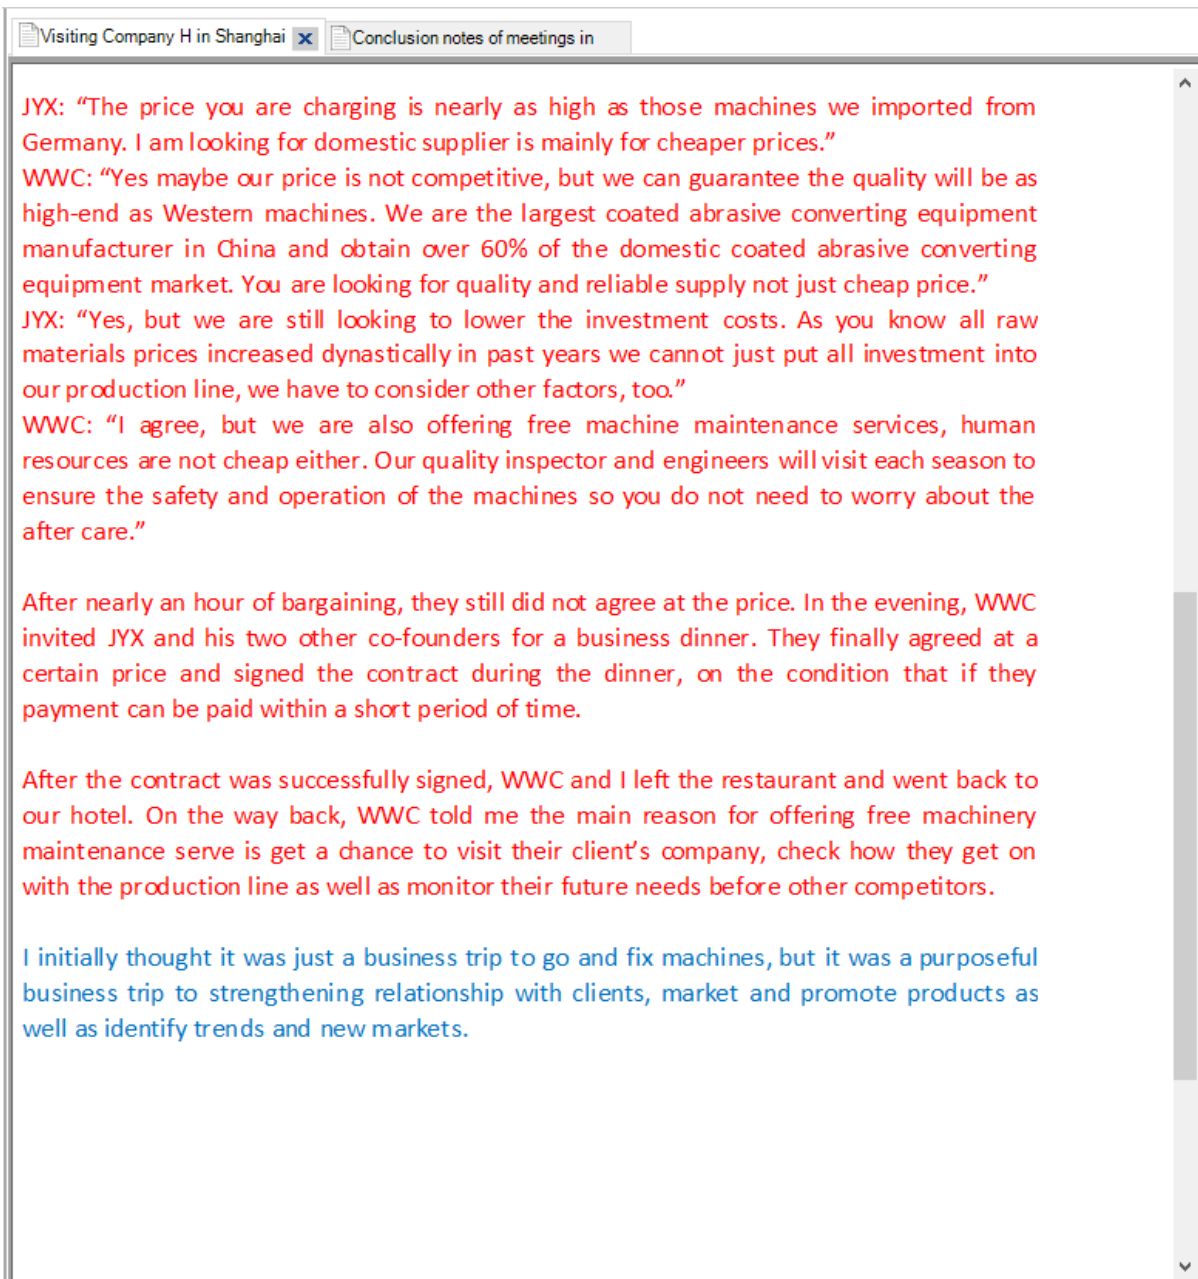 Visiting Company H in Shanghai
Conclusion notes of meetings in
JYX: “The price you are charging is nearly as high as those machines we imported from
Germany. I am looking for domestic supplier is mainly for cheaper prices.”
WWC: “Yes maybe our price is not competitive, but we can guarantee the quality will be as
high-end as Western machines. We are the largest coated abrasive converting equipment
manufacturer in China and obtain over 60% of the domestic coated abrasive converting
equipment market. You are looking for quality and reliable supply not just cheap price.”
JYX: “Yes, but we are still looking to lower the investment costs. As you know all raw
materials prices increased dynastically in past years we cannot just put all investment into
our production line, we have to consider other factors, too.”
WWC: “I agree, but we are also offering free machine maintenance services, human
resources are not cheap either. Our quality inspector and engineers will visit each season to
ensure the safety and operation of the machines so you do not need to worry about the
after care.”
After nearly an hour of bargaining, they still did not agree at the price. In the evening, WWC
invited JYX and his two other co-founders for a business dinner. They finally agreed at a
certain price and signed the contract during the dinner, on the condition that if they
payment can be paid within a short period of time.
After the contract was successfully signed, WWC and I left the restaurant and went back to
our hotel. On the way back, WWC told me the main reason for offering free machinery
maintenance serve is get a chance to visit their client’s company, check how they get on
with the production line as well as monitor their future needs before other competitors.
I initially thought it was just a business trip to go and fix machines, but it was a purposeful
business trip to strengthening relationship with clients, market and promote products as
well as identify trends and new markets.